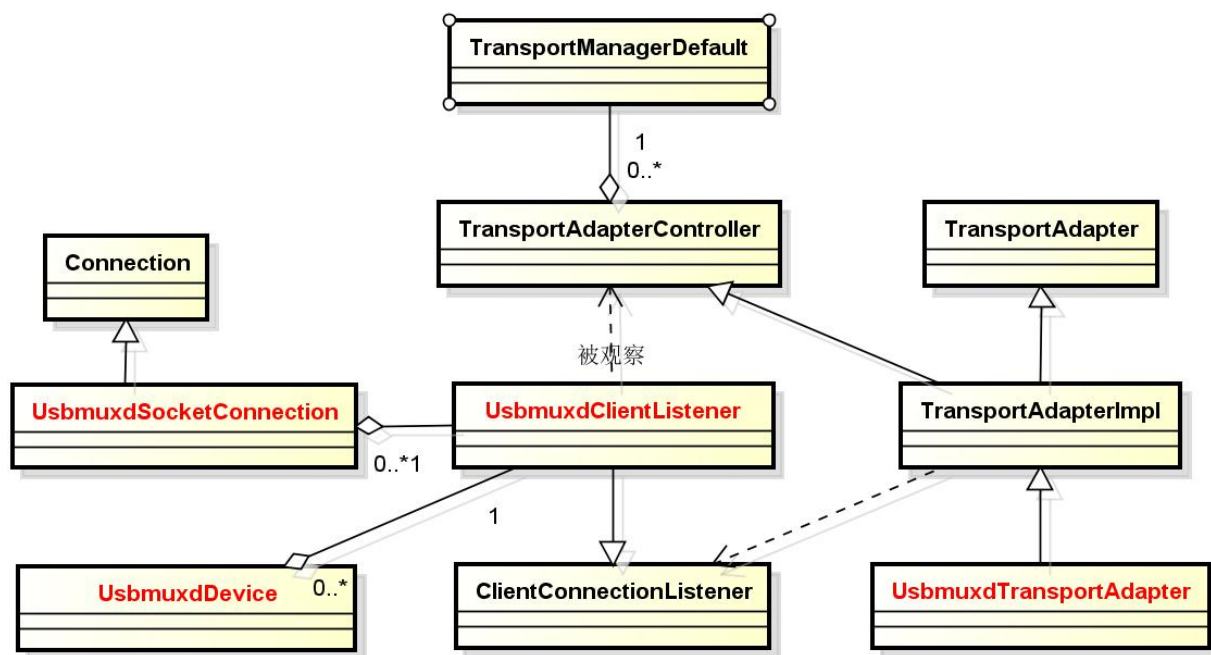 TransportManagerDefault
1
0..*
TransportAdapterController
TransportAdapter
Connection
被观察
UsbmuxdSocketConnection
UsbmuxdClientListener
TransportAdapterImpl
0..*1
1
UsbmuxdDevice
0..*
ClientConnectionListener
UsbmuxdTransportAdapter